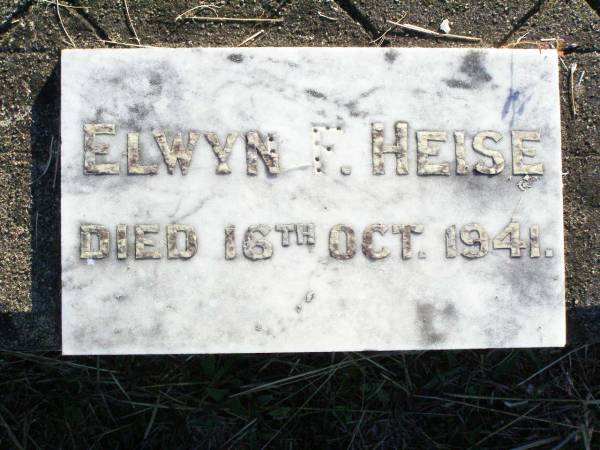 ELWYN F. HEISE
DIED 16TH OCT. 1941.